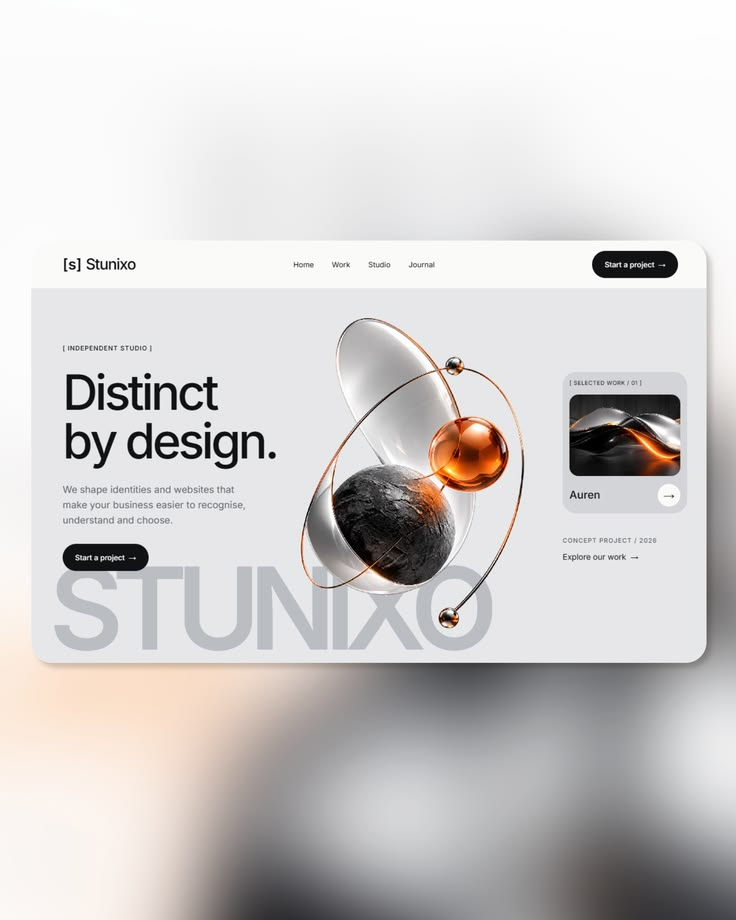 [s] Stunixo
Home
Work
Studio
Journal
Start a project →
[ INDEPENDENT STUDIO ]
Distinct
by design.
We shape identities and websites that
make your business easier to recognise,
understand and choose.
Start a project →
STUNIXO
[ SELECTED WORK / 01 ]
Auren
→
CONCEPT PROJECT / 2026
Explore our work →